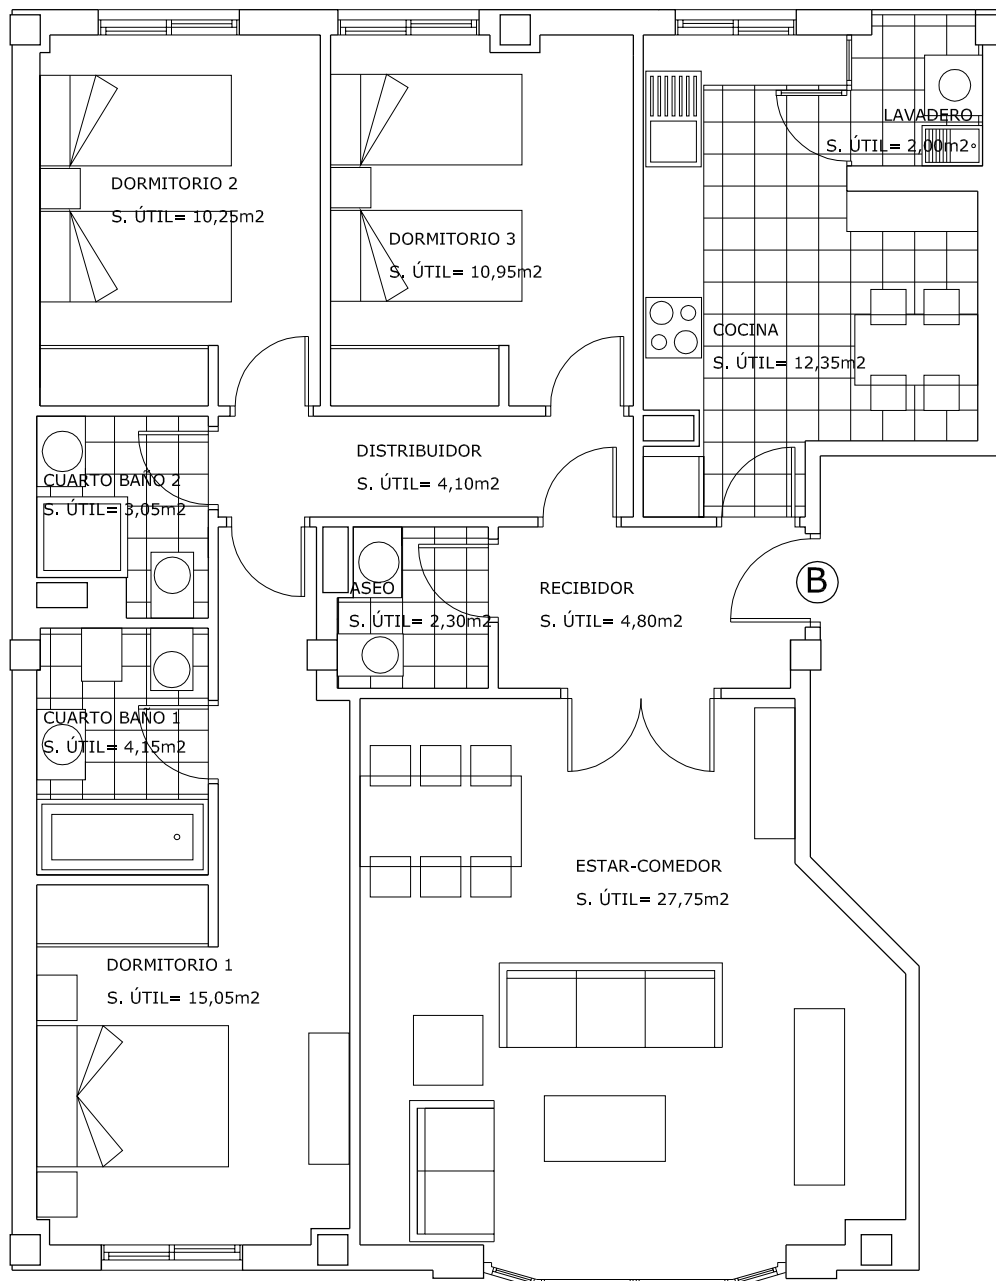 LAVADERO
S. ÚTIL= 2,00m2
DORMITORIO 2
S. ÚTIL= 10,25m2
DORMITORIO 3
S. ÚTIL= 10,95m2
COCINA
S. ÚTIL= 12,35m2
DISTRIBUIDOR
S. ÚTIL= 4,10m2
CUARTO BAÑO 2
S. ÚTIL= 3,05m2
ASEO
S. ÚTIL= 2,30m2
RECIBIDOR
S. ÚTIL= 4,80m2
B
CUARTO BAÑO 1
S. ÚTIL= 4,15m2
ESTAR-COMEDOR
S. ÚTIL= 27,75m2
DORMITORIO 1
S. ÚTIL= 15,05m2